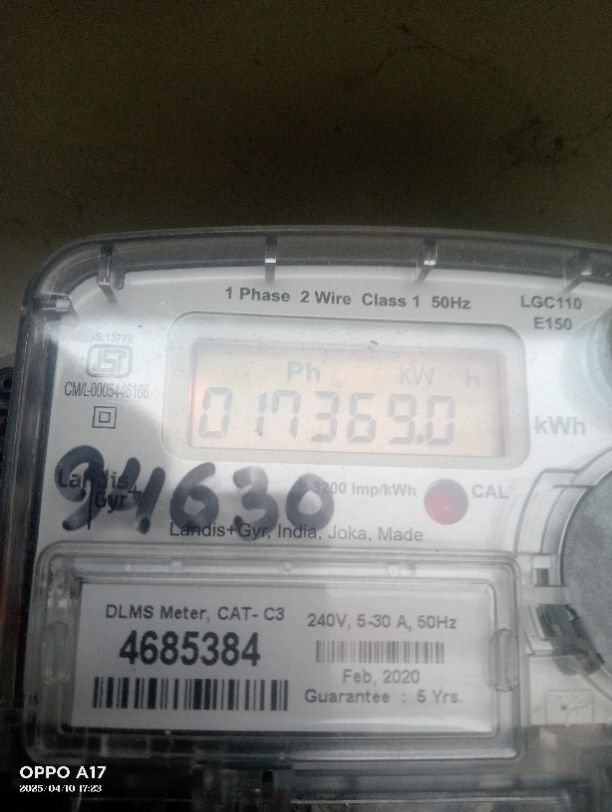 1 Phase 2 Wire Class 1 50Hz
LGC110
E150
IS.13779
CM/L-0005446166
Ph kW h
017369.0
kWh
94630
Landis
Gyr
3200 imp/kWh
CAL
Landis+Gyr, India, Joka, Made
DLMS Meter, CAT- C3
4685384
240V, 5-30 A, 50Hz
Feb, 2020
Guarantee : 5 Yrs.
OPPO A17
2025/04/10 17:23